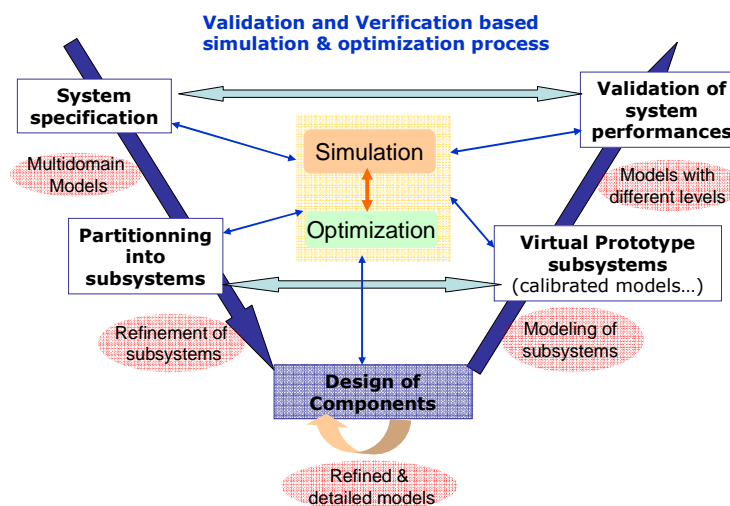 Validation and Verification based
simulation & optimization process
System
specification
Validation of
system
performances
Simulation
Multidomain
Models
Models with
different levels
Optimization
Partitionning
into
subsystems
Virtual Prototype
subsystems
(calibrated models...)
Refinement of
subsystems
Modeling of
subsystems
Design of
Components
Refined &
detailed models